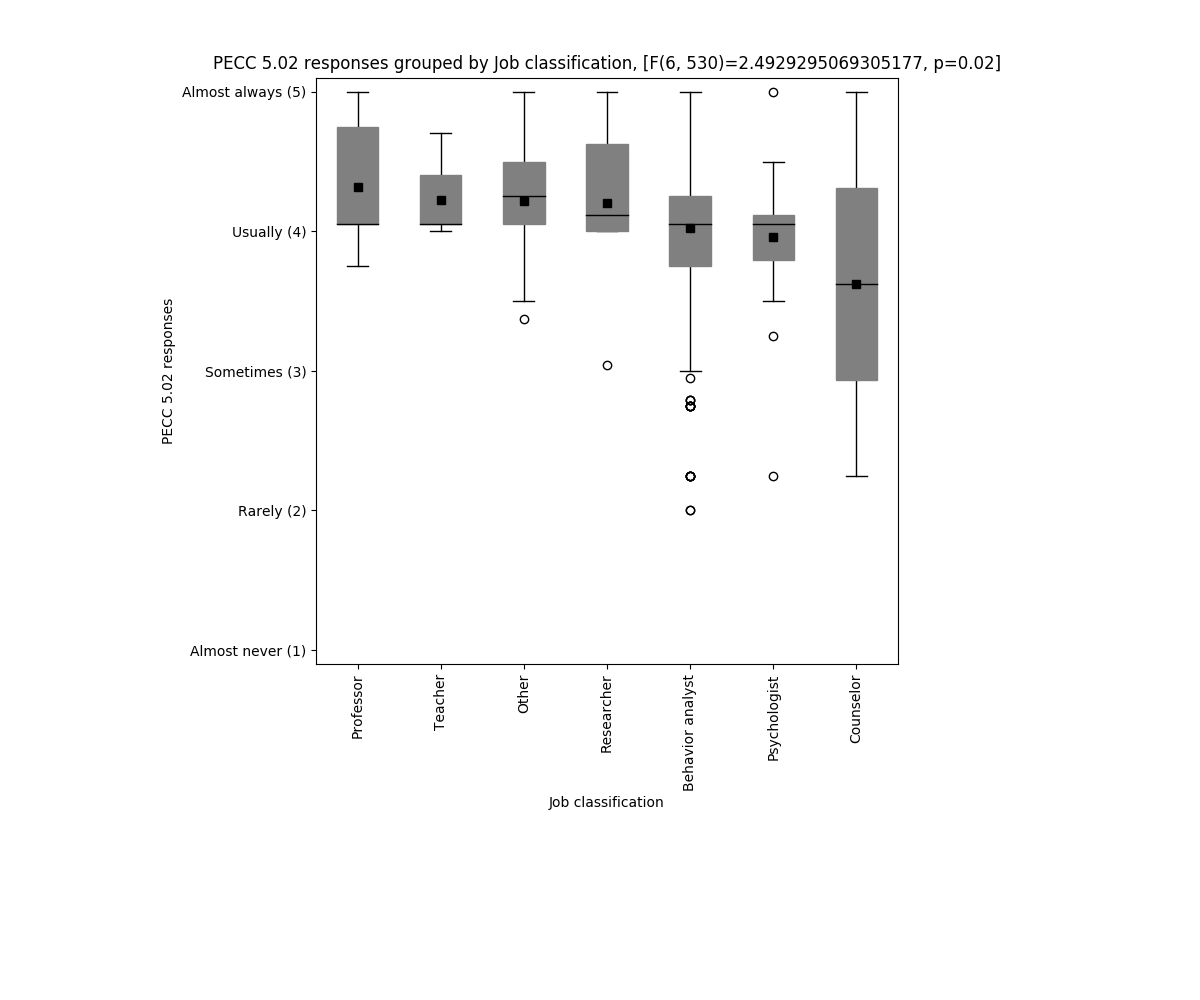 PECC 5.02 responses grouped by Job classification, [F(6, 530)=2.4929295069305177, p=0.02]
Almost always (5)
Usually (4)
Sometimes (3)
Rarely (2)
Almost never (1)
PECC 5.02 responses
Professor
Teacher
Other
Researcher
Behavior analyst
Psychologist
Counselor
Job classification